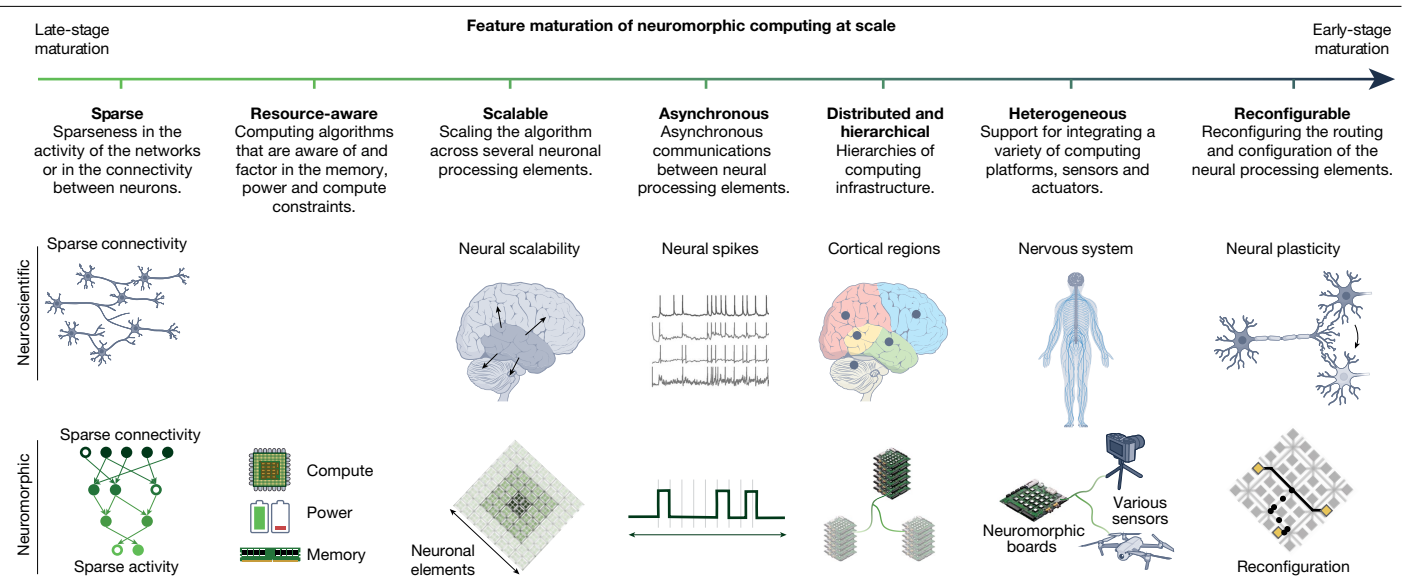 Feature maturation of neuromorphic computing at scale
Late-stage
maturation
Early-stage
maturation
Sparse
Sparseness in the
activity of the networks
or in the connectivity
between neurons.
Resource-aware
Computing algorithms
that are aware of and
factor in the memory,
power and compute
constraints.
Scalable
Scaling the algorithm
across several neuronal
processing elements.
Asynchronous
Asynchronous
communications
between neural
processing elements.
Distributed and
hierarchical
Hierarchies of
computing
infrastructure.
Heterogeneous
Support for integrating a
variety of computing
platforms, sensors and
actuators.
Reconfigurable
Reconfiguring the routing
and configuration of the
neural processing elements.
Neuroscientific
Sparse connectivity
Neural scalability
Neural spikes
Cortical regions
Nervous system
Neural plasticity
Neuromorphic
Sparse connectivity
Sparse activity
Compute
Power
Memory
Neuronal
elements
Neuromorphic
boards
Various
sensors
Reconfiguration